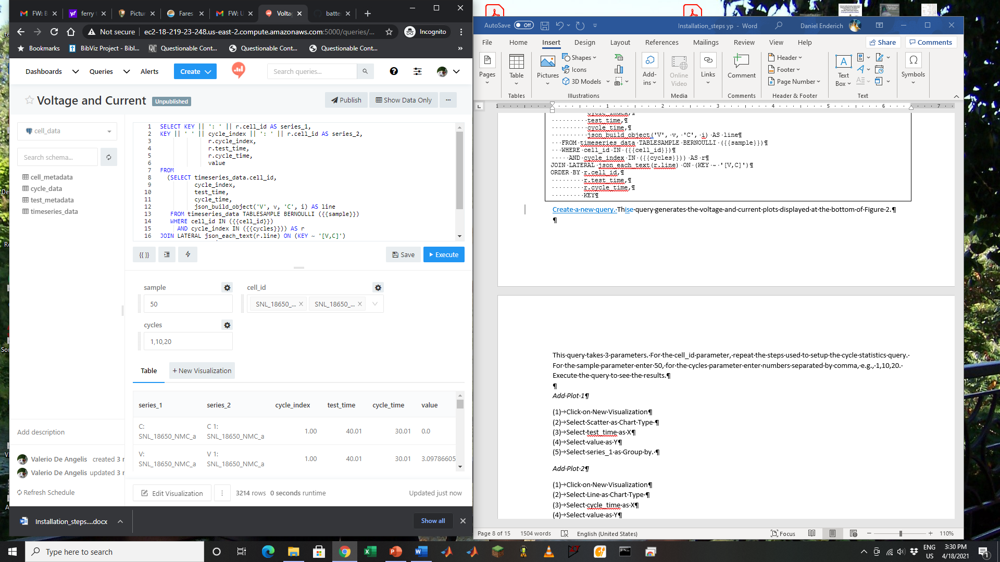 FW: B
ferry
Pictur
Fares
FW: U
Volta
batte
Not secure
ec2-18-219-23-248.us-east-2.compute.amazonaws.com:5000/queries/...
Incognito
Bookmarks
BibViz Project - Bibl...
Questionable Cont...
Questionable Cont...
Questionable Cont...
Dashboards
Queries
Alerts
Create
Search queries...
Voltage and Current
Unpublished
Publish
Show Data Only
cell_data
Search schema...
cell_metadata
cycle_data
test_metadata
timeseries_data
1 SELECT KEY || ': ' || r.cell_id AS series_1,
2 KEY || ' ' || cycle_index || ': ' || r.cell_id AS series_2,
3 r.cycle_index,
4 r.test_time,
5 r.cycle_time,
6 value
7 FROM
8 (SELECT timeseries_data.cell_id,
9 cycle_index,
10 test_time,
11 cycle_time,
12 json_build_object('V', v, 'C', i) AS line
13 FROM timeseries_data TABLESAMPLE BERNOULLI ({{sample}})
14 WHERE cell_id IN ({{cell_id}})
15 AND cycle_index IN ({{cycles}})) AS r
16 JOIN LATERAL json_each_text(r.line) ON (KEY ~ '[V,C]')
{{ }}
Save
Execute
sample
50
cell_id
SNL_18650_...
SNL_18650_...
cycles
1,10,20
Table
+ New Visualization
series_1 series_2 cycle_index test_time cycle_time value
C: SNL_18650_NMC_a C 1: SNL_18650_NMC_a 1.00 40.01 30.01 0.0
V: SNL_18650_NMC_a V 1: SNL_18650_NMC_a 1.00 40.01 30.01 3.09786605
Add description
Valerio De Angelis created 3 r
Valerio De Angelis updated 3 r
Refresh Schedule
Edit Visualization
3214 rows 0 seconds runtime
Updated just now
Installation_steps....docx
Show all
AutoSave Off
Installation_steps yp - Word
Daniel Enderich
File Home Insert Design Layout References Mailings Review View Help
Share
Comments
Pages
Table
Tables
Pictures
Shapes
Icons
3D Models
Illustrations
Add-ins
Online Video
Media
Links
Comment
Comments
Header
Footer
Page Number
Header & Footer
Text Box
Text
Symbols
1 1 2 3 4 5 6 7
cycle_index,¶
··········test_time,¶
··········cycle_time,¶
··········json_build_object('V',·v,·'C',·i)·AS·line¶
···FROM·timeseries_data·TABLESAMPLE·BERNOULLI·({{sample}})¶
···WHERE·cell_id·IN·({{cell_id}})¶
·····AND·cycle_index·IN·({{cycles}}))·AS·r¶
JOIN·LATERAL·json_each_text(r.line)·ON·(KEY·~·'[V,C]')¶
ORDER·BY·r.cell_id,¶
·········r.test_time,¶
·········r.cycle_time,¶
·········KEY¶
Create·a·new·query.·Thise·query·generates·the·voltage·and·current·plots·displayed·at·the·bottom·of·Figure·2.¶
¶
This·query·takes·3·parameters.·For·the·cell_id·parameter,·repeat·the·steps·used·to·setup·the·cycle·statistics·query.·
For·the·sample·parameter·enter·50,·for·the·cycles·parameter·enter·numbers·separated·by·comma,·e.g.,·1,10,20.·
Execute·the·query·to·see·the·results.¶
¶
Add·Plot·1¶
(1)→Click·on·New·Visualization¶
(2)→Select·Scatter·as·Chart·Type·¶
(3)→Select·test_time·as·X¶
(4)→Select·value·as·Y¶
(5)→Select·series_1·as·Group·by.·¶
Add·Plot·2¶
(1)→Click·on·New·Visualization¶
(2)→Select·Line·as·Chart·Type·¶
(3)→Select·cycle_time·as·X¶
(4)→Select·value·as·Y¶
Page 8 of 15
1504 words
English (United States)
Focus
110%
Type here to search
ENG
US
3:30 PM
4/18/2021